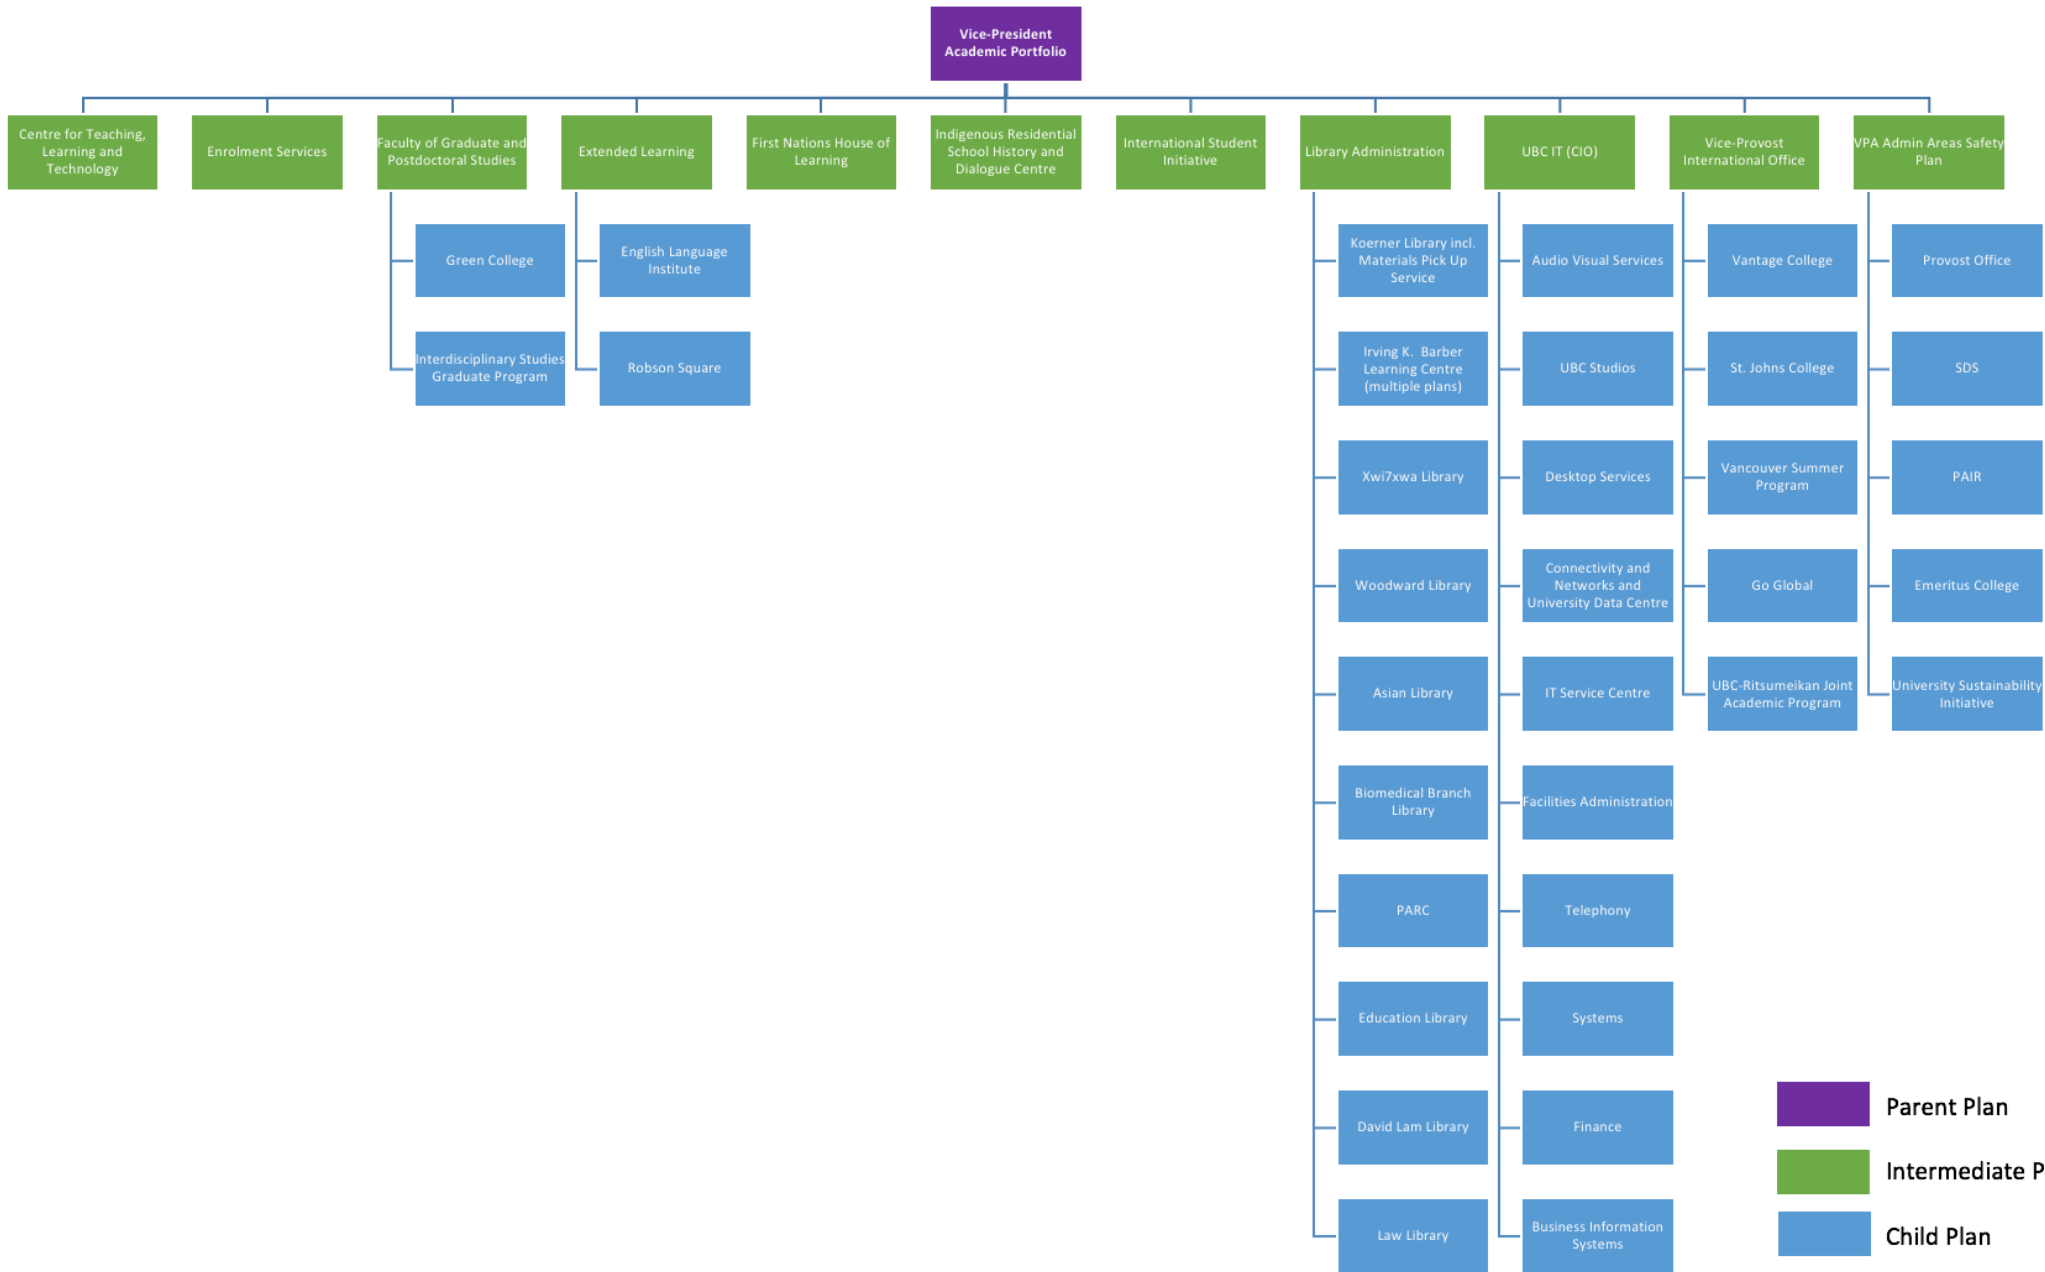 Vice-President
Academic Portfolio
Centre for Teaching,
Learning and
Technology
Enrolment Services
Faculty of Graduate and
Postdoctoral Studies
Extended Learning
First Nations House of
Learning
Indigenous Residential
School History and
Dialogue Centre
International Student
Initiative
Library Administration
UBC IT (CIO)
Vice-Provost
International Office
VPA Admin Areas Safety
Plan
Green College
Interdisciplinary Studies
Graduate Program
English Language
Institute
Robson Square
Koerner Library incl.
Materials Pick Up
Service
Irving K. Barber
Learning Centre
(multiple plans)
Xwi7xwa Library
Woodward Library
Asian Library
Biomedical Branch
Library
PARC
Education Library
David Lam Library
Law Library
Audio Visual Services
UBC Studios
Desktop Services
Connectivity and
Networks and
University Data Centre
IT Service Centre
Facilities Administration
Telephony
Systems
Finance
Business Information
Systems
Vantage College
St. Johns College
Vancouver Summer
Program
Go Global
UBC-Ritsumeikan Joint
Academic Program
Provost Office
SDS
PAIR
Emeritus College
University Sustainability
Initiative
Parent Plan
Intermediate P
Child Plan